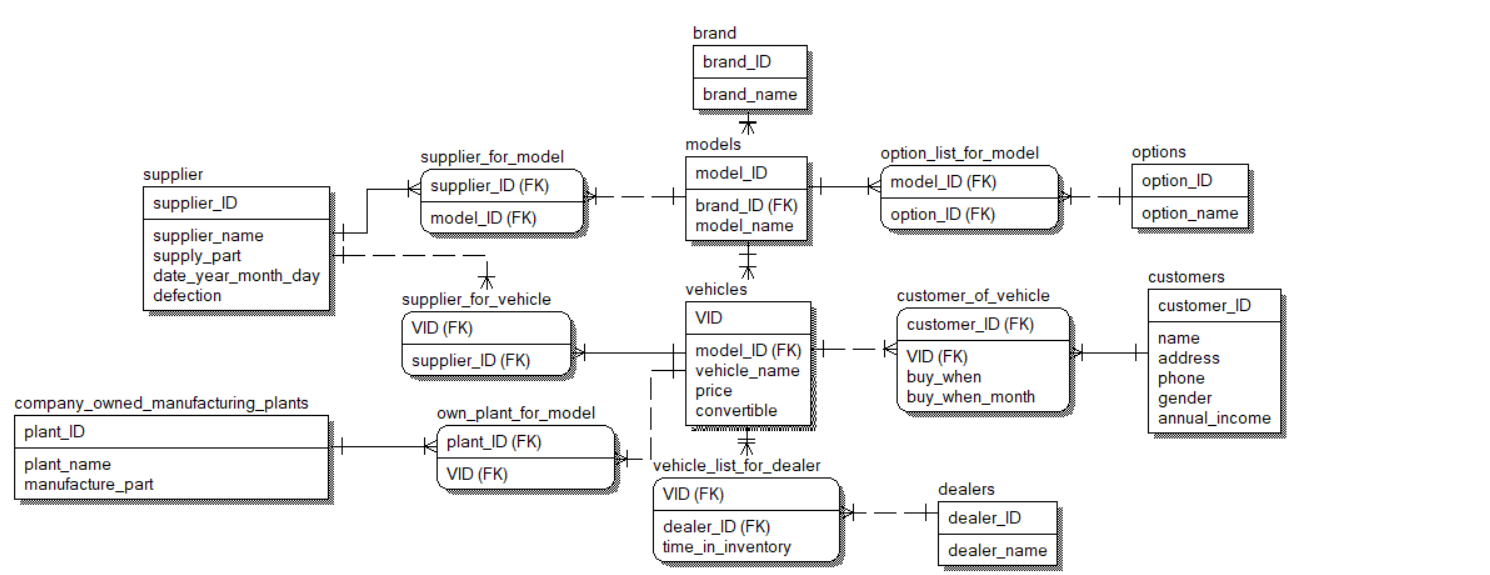 brand
brand_ID
brand_name
models
model_ID
brand_ID (FK)
model_name
supplier_for_model
supplier_ID (FK)
model_ID (FK)
option_list_for_model
model_ID (FK)
option_ID (FK)
options
option_ID
option_name
supplier
supplier_ID
supplier_name
supply_part
date_year_month_day
defection
supplier_for_vehicle
VID (FK)
supplier_ID (FK)
vehicles
VID
model_ID (FK)
vehicle_name
price
convertible
customer_of_vehicle
customer_ID (FK)
VID (FK)
buy_when
buy_when_month
customers
customer_ID
name
address
phone
gender
annual_income
company_owned_manufacturing_plants
plant_ID
plant_name
manufacture_part
own_plant_for_model
plant_ID (FK)
VID (FK)
vehicle_list_for_dealer
VID (FK)
dealer_ID (FK)
time_in_inventory
dealers
dealer_ID
dealer_name